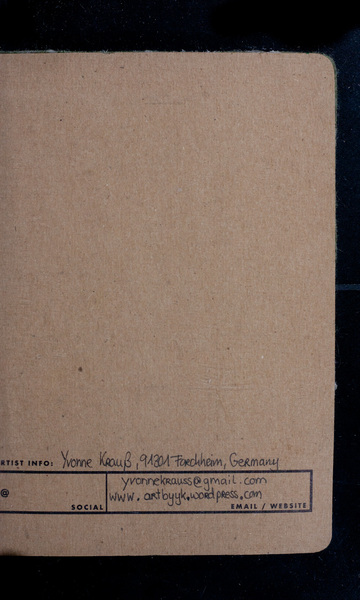 RTIST INFO: Yvonne Krauß, 91301 Forchheim, Germany
yvonnekrauss@gmail.com
@ www.artbyyk.wordpress.com
SOCIAL EMAIL / WEBSITE